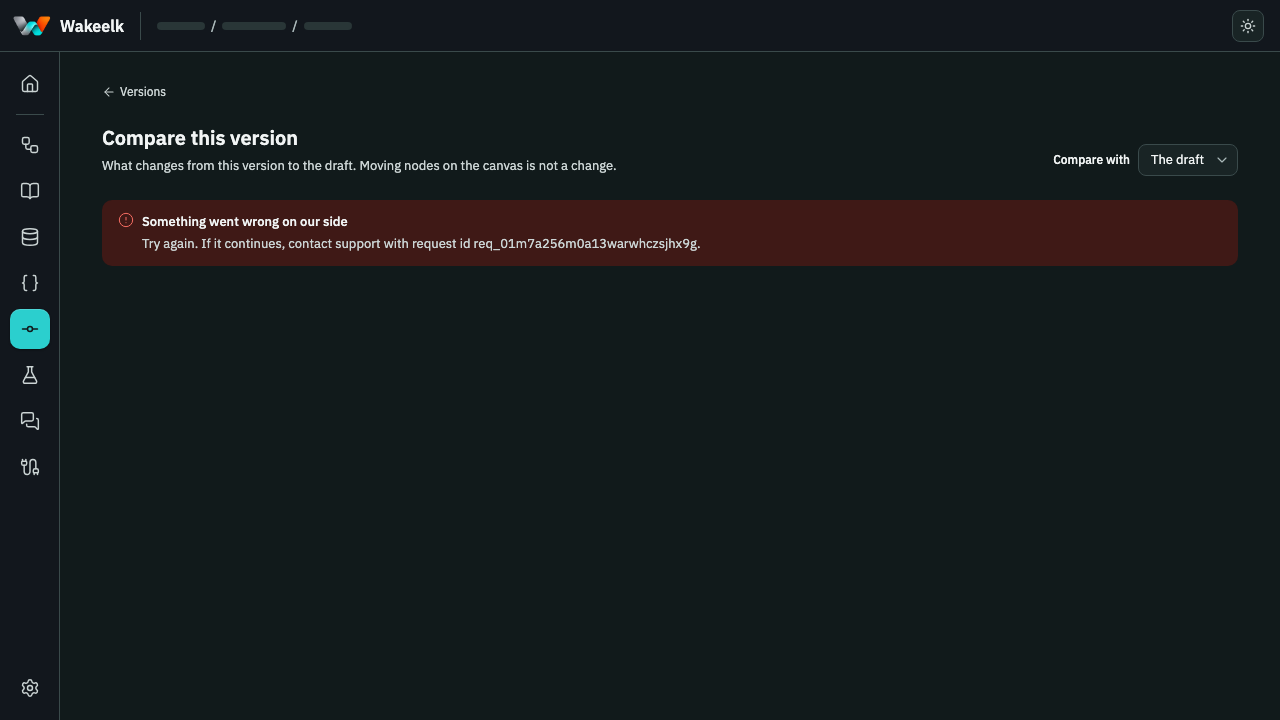 Wakeelk
/
/
Versions
Compare this version
What changes from this version to the draft. Moving nodes on the canvas is not a change.
Compare with
The draft
Something went wrong on our side
Try again. If it continues, contact support with request id req_01m7a256m0a13warwhczsjhx9g.